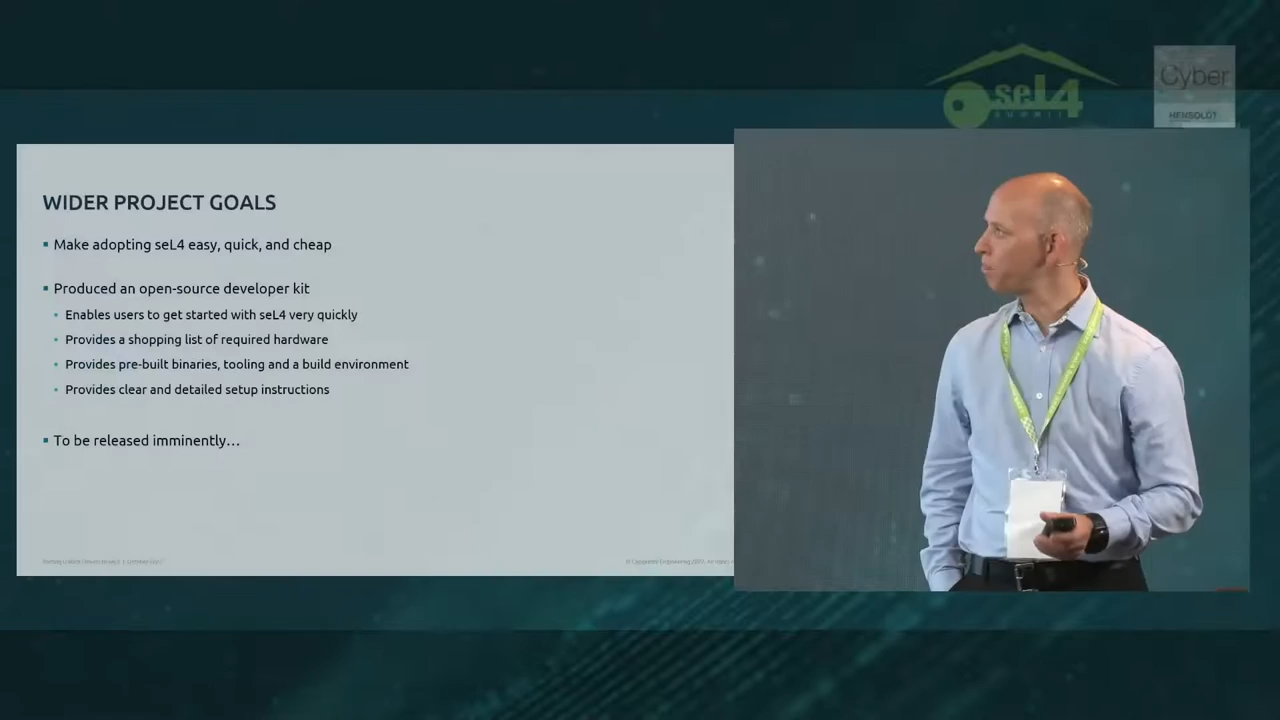 seL4
SUMMIT
Cyber
HENSOLDT
WIDER PROJECT GOALS
▪ Make adopting seL4 easy, quick, and cheap
▪ Produced an open-source developer kit
▪ Enables users to get started with seL4 very quickly
▪ Provides a shopping list of required hardware
▪ Provides pre-built binaries, tooling and a build environment
▪ Provides clear and detailed setup instructions
▪ To be released imminently…